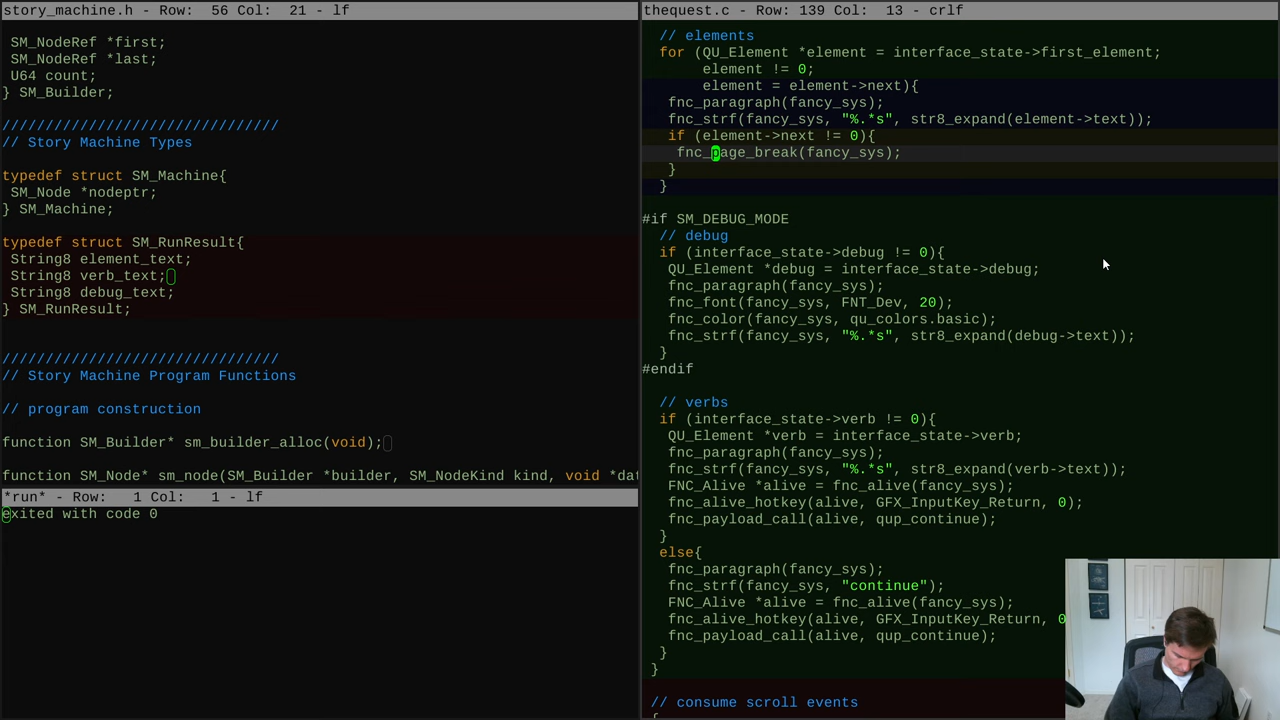 story_machine.h - Row:  56 Col:  21 - lf
SM_NodeRef *first;
SM_NodeRef *last;
U64 count;
} SM_Builder;
////////////////////////////////
// Story Machine Types
typedef struct SM_Machine{
SM_Node *nodeptr;
} SM_Machine;
typedef struct SM_RunResult{
String8 element_text;
String8 verb_text;
String8 debug_text;
} SM_RunResult;
////////////////////////////////
// Story Machine Program Functions
// program construction
function SM_Builder* sm_builder_alloc(void);
function SM_Node* sm_node(SM_Builder *builder, SM_NodeKind kind, void *dat
*run* - Row:   1 Col:   1 - lf
exited with code 0
thequest.c - Row: 139 Col:  13 - crlf
// elements
for (QU_Element *element = interface_state->first_element;
element != 0;
element = element->next){
fnc_paragraph(fancy_sys);
fnc_strf(fancy_sys, "%.*s", str8_expand(element->text));
if (element->next != 0){
fnc_page_break(fancy_sys);
}
}
#if SM_DEBUG_MODE
// debug
if (interface_state->debug != 0){
QU_Element *debug = interface_state->debug;
fnc_paragraph(fancy_sys);
fnc_font(fancy_sys, FNT_Dev, 20);
fnc_color(fancy_sys, qu_colors.basic);
fnc_strf(fancy_sys, "%.*s", str8_expand(debug->text));
}
#endif
// verbs
if (interface_state->verb != 0){
QU_Element *verb = interface_state->verb;
fnc_paragraph(fancy_sys);
fnc_strf(fancy_sys, "%.*s", str8_expand(verb->text));
FNC_Alive *alive = fnc_alive(fancy_sys);
fnc_alive_hotkey(alive, GFX_InputKey_Return, 0);
fnc_payload_call(alive, qup_continue);
}
else{
fnc_paragraph(fancy_sys);
fnc_strf(fancy_sys, "continue");
FNC_Alive *alive = fnc_alive(fancy_sys);
fnc_alive_hotkey(alive, GFX_InputKey_Return, 0
fnc_payload_call(alive, qup_continue);
}
}
// consume scroll events
{